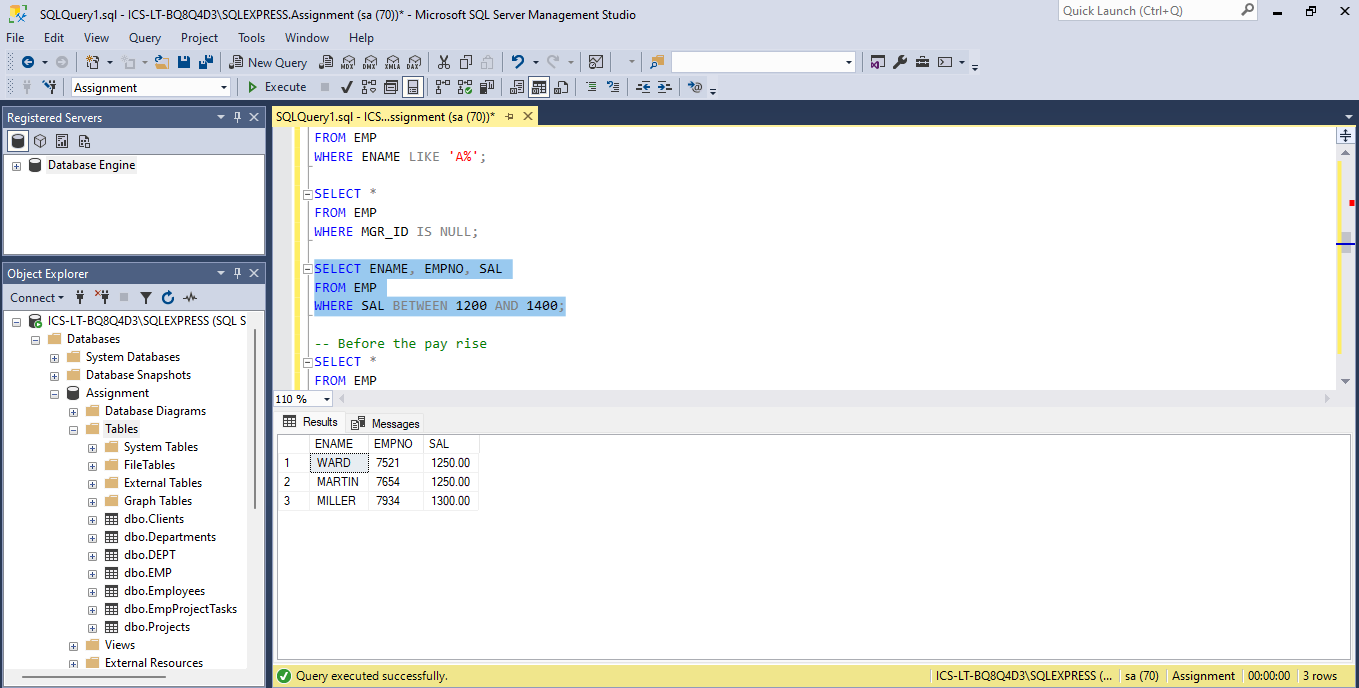 SQLQuery1.sql - ICS-LT-BQ8Q4D3\SQLEXPRESS.Assignment (sa (70))* - Microsoft SQL Server Management Studio
Quick Launch (Ctrl+Q)
File Edit View Query Project Tools Window Help
New Query
MDX DMX XMLA DAX
Assignment
Execute
Registered Servers
Database Engine
Object Explorer
Connect
ICS-LT-BQ8Q4D3\SQLEXPRESS (SQL S
Databases
System Databases
Database Snapshots
Assignment
Database Diagrams
Tables
System Tables
FileTables
External Tables
Graph Tables
dbo.Clients
dbo.Departments
dbo.DEPT
dbo.EMP
dbo.Employees
dbo.EmpProjectTasks
dbo.Projects
Views
External Resources
SQLQuery1.sql - ICS...ssignment (sa (70))*
FROM EMP
WHERE ENAME LIKE 'A%';
SELECT *
FROM EMP
WHERE MGR_ID IS NULL;
SELECT ENAME, EMPNO, SAL
FROM EMP
WHERE SAL BETWEEN 1200 AND 1400;
-- Before the pay rise
SELECT *
FROM EMP
110 %
Results Messages
ENAME EMPNO SAL
1 WARD 7521 1250.00
2 MARTIN 7654 1250.00
3 MILLER 7934 1300.00
Query executed successfully.
ICS-LT-BQ8Q4D3\SQLEXPRESS (... sa (70) Assignment 00:00:00 3 rows